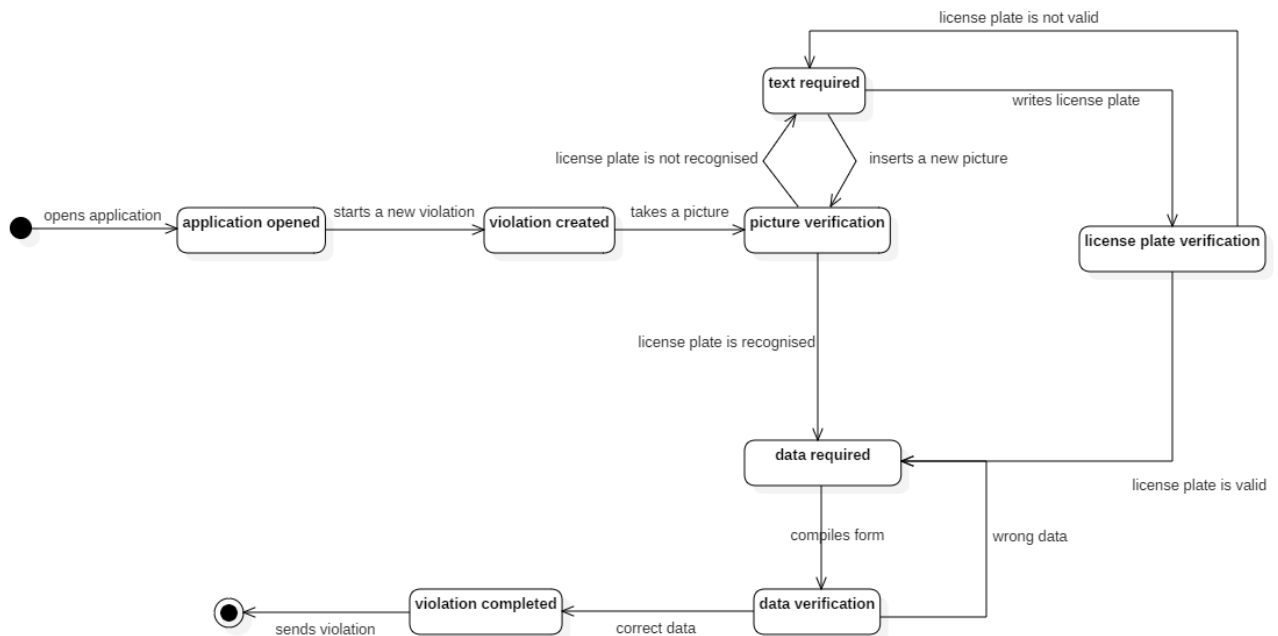 license plate is not valid
text required
writes license plate
license plate is not recognised
inserts a new picture
opens application
application opened
starts a new violation
violation created
takes a picture
picture verification
license plate verification
license plate is recognised
data required
license plate is valid
compiles form
wrong data
violation completed
data verification
sends violation
correct data